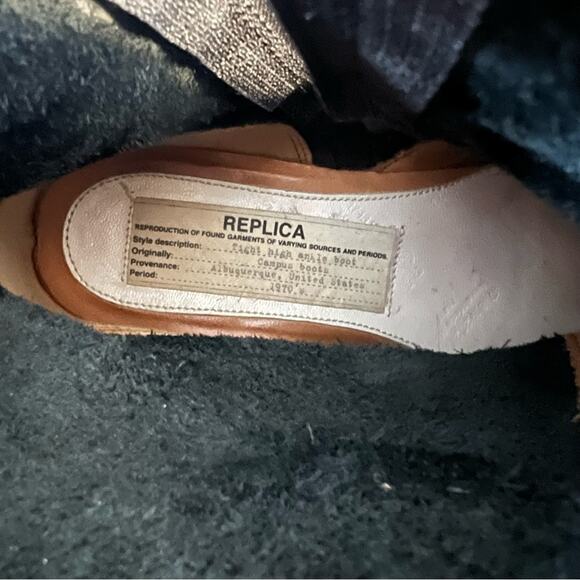 REPLICA
REPRODUCTION OF FOUND GARMENTS OF VARYING SOURCES AND PERIODS.
Style description: Tight high ankle boot
Originally: Campus boots
Provenance: Albuquerque, United States
Period: 1970's